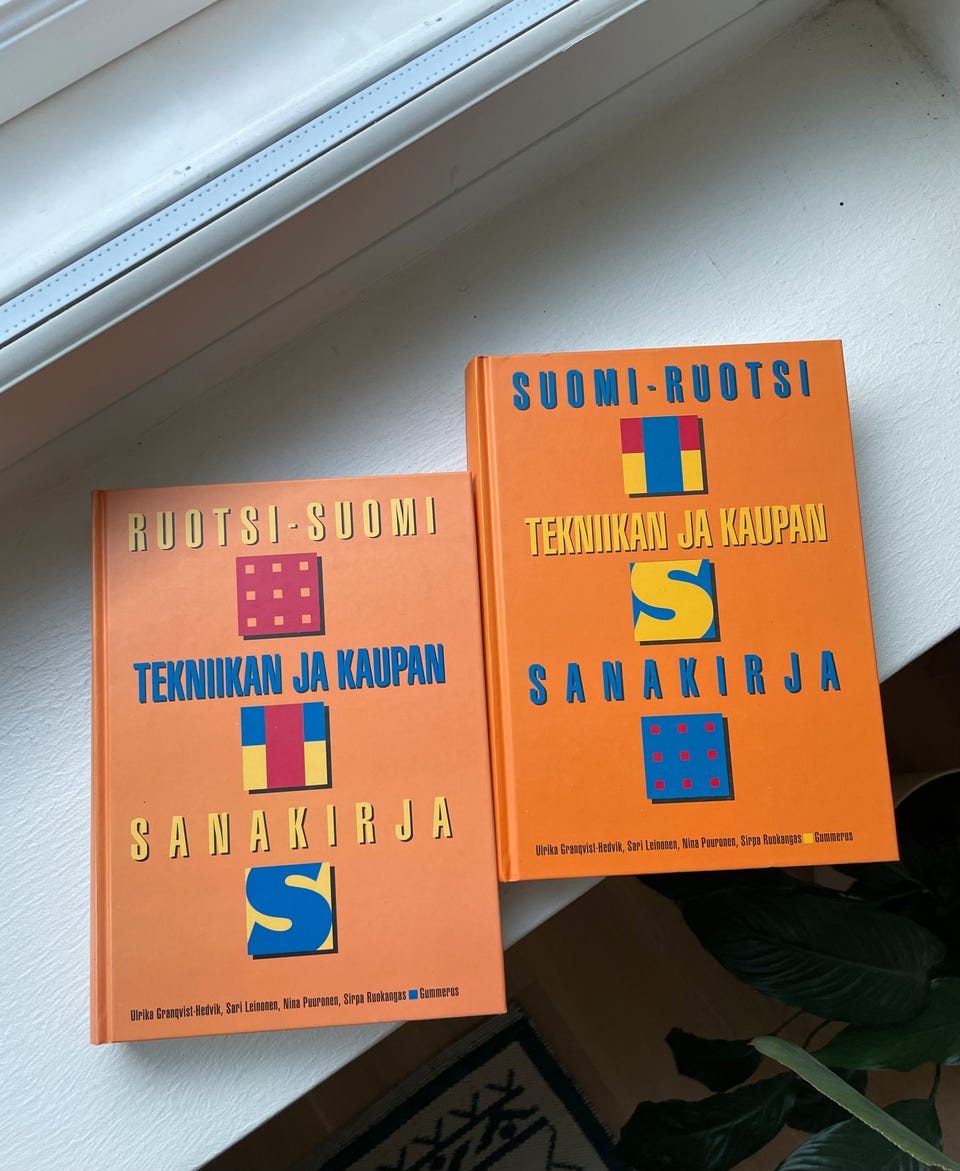 RUOTSI-SUOMI
TEKNIIKAN JA KAUPAN
SANAKIRJA
S
Ulrika Granqvist-Hedvik, Sari Leinonen, Nina Puuronen, Sirpa Ruokangas Gummerus
SUOMI-RUOTSI
TEKNIIKAN JA KAUPAN
S
SANAKIRJA
Ulrika Granqvist-Hedvik, Sari Leinonen, Nina Puuronen, Sirpa Ruokangas Gummerus